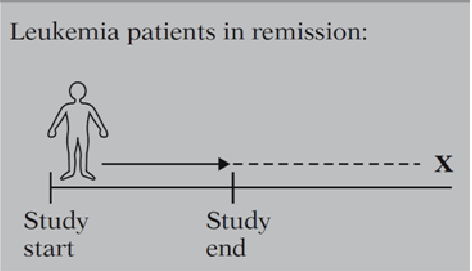 Leukemia patients in remission:
X
Study
start
Study
end